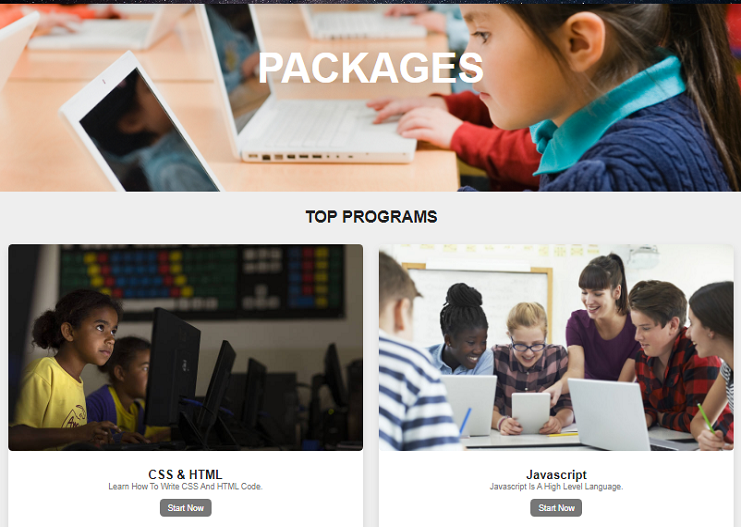 PACKAGES
TOP PROGRAMS
CSS & HTML
Learn How To Write CSS And HTML Code.
Start Now
Javascript
Javascript Is A High Level Language.
Start Now